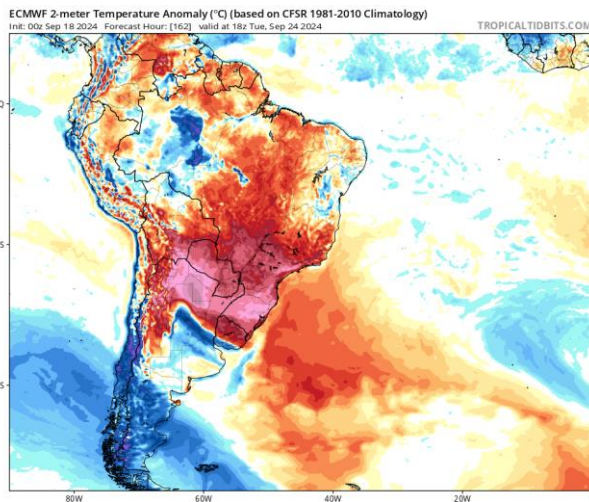 ECMWF 2-meter Temperature Anomaly (°C) (based on CFSR 1981-2010 Climatology)
Init: 00z Sep 18 2024 Forecast Hour: [162] valid at 18z Tue, Sep 24 2024 TROPICALTIDBITS.COM
Q
S
S
80W 60W 40W 20W